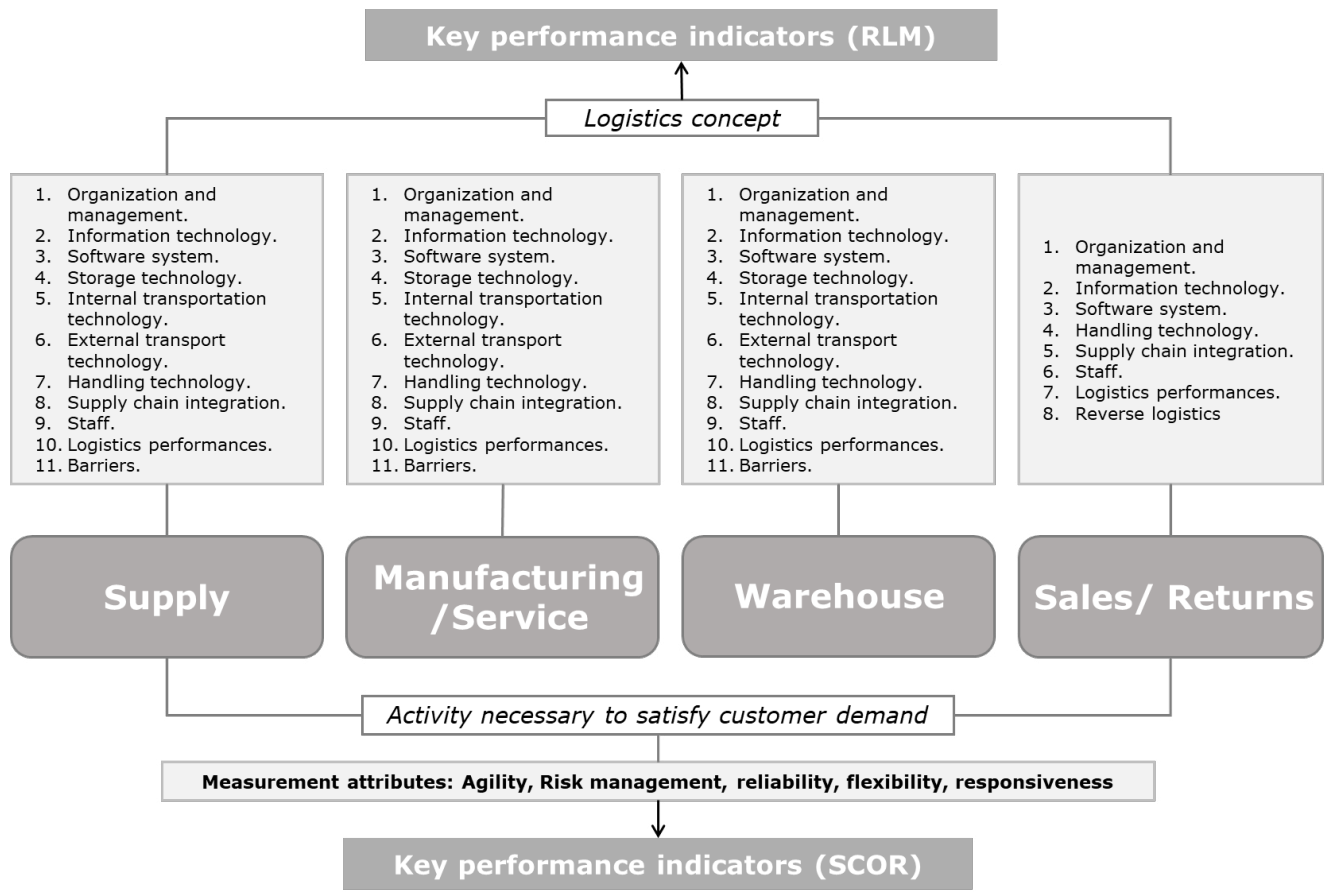 Key performance indicators (RLM)
Logistics concept
1. Organization and
management.
2. Information technology.
3. Software system.
4. Storage technology.
5. Internal transportation
technology.
6. External transport
technology.
7. Handling technology.
8. Supply chain integration.
9. Staff.
10. Logistics performances.
11. Barriers.
1. Organization and
management.
2. Information technology.
3. Software system.
4. Storage technology.
5. Internal transportation
technology.
6. External transport
technology.
7. Handling technology.
8. Supply chain integration.
9. Staff.
10. Logistics performances.
11. Barriers.
1. Organization and
management.
2. Information technology.
3. Software system.
4. Storage technology.
5. Internal transportation
technology.
6. External transport
technology.
7. Handling technology.
8. Supply chain integration.
9. Staff.
10. Logistics performances.
11. Barriers.
1. Organization and
management.
2. Information technology.
3. Software system.
4. Handling technology.
5. Supply chain integration.
6. Staff.
7. Logistics performances.
8. Reverse logistics
Supply
Manufacturing
/Service
Warehouse
Sales/ Returns
Activity necessary to satisfy customer demand
Measurement attributes: Agility, Risk management, reliability, flexibility, responsiveness
Key performance indicators (SCOR)